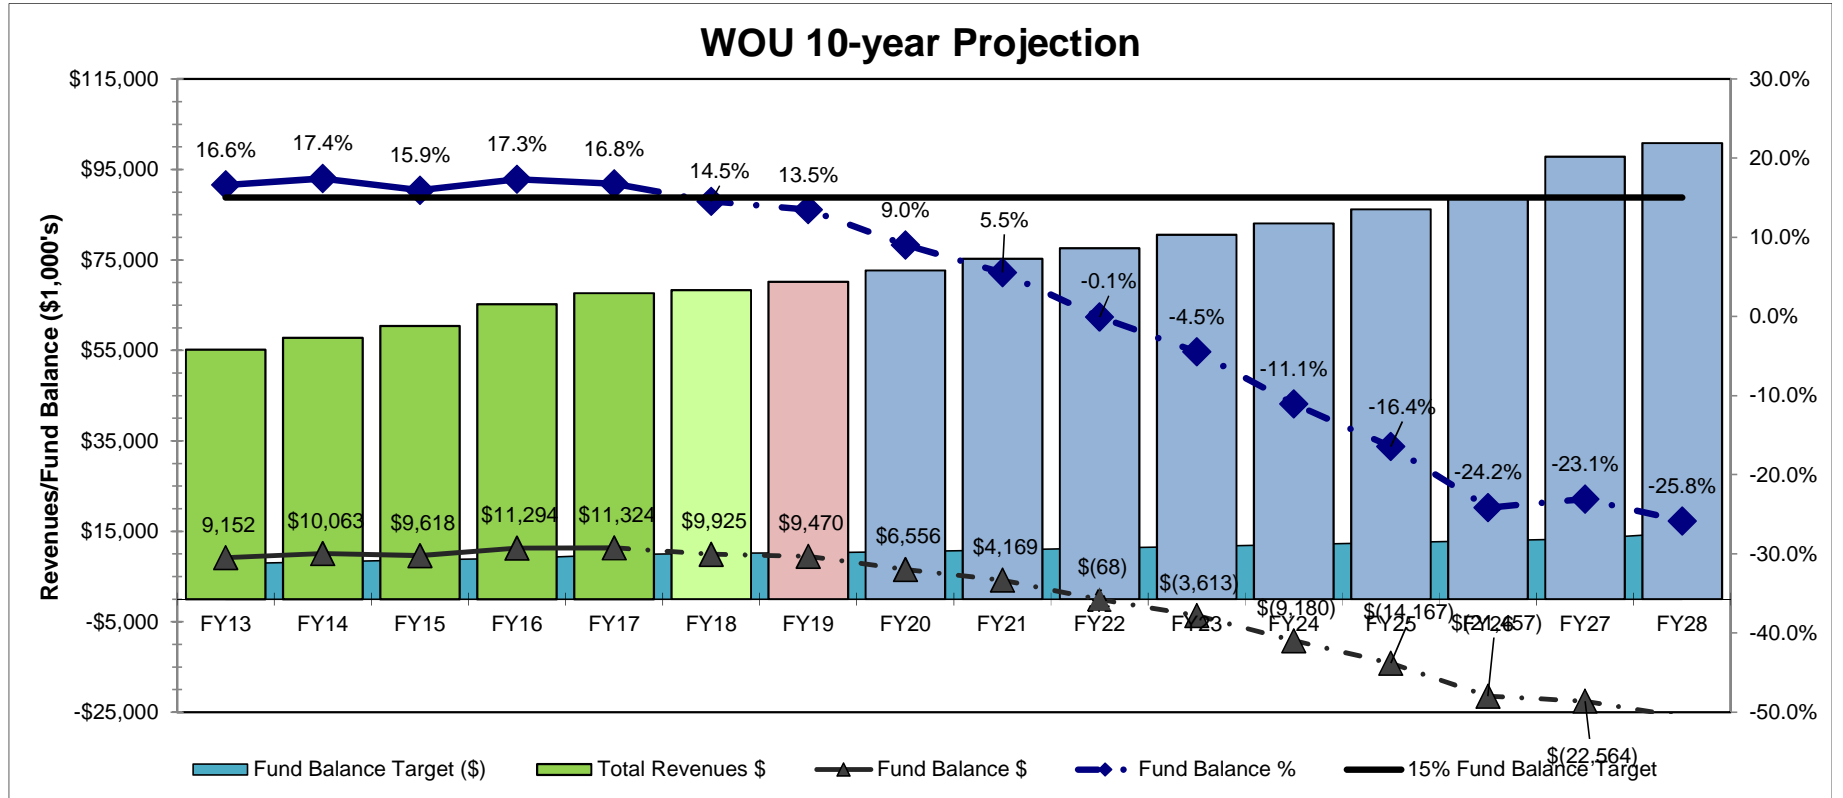 WOU 10-year Projection
Revenues/Fund Balance ($1,000's)
$115,000
$95,000
$75,000
$55,000
$35,000
$15,000
-$5,000
-$25,000
30.0%
20.0%
10.0%
0.0%
-10.0%
-20.0%
-30.0%
-40.0%
-50.0%
16.6%
17.4%
15.9%
17.3%
16.8%
14.5%
13.5%
9.0%
5.5%
-0.1%
-4.5%
-11.1%
-16.4%
-24.2%
-23.1%
-25.8%
9,152
$10,063
$9,618
$11,294
$11,324
$9,925
$9,470
$6,556
$4,169
$(68)
$(3,613)
$(9,180)
$(14,167)
$(21,457)
$(22,564)
FY13
FY14
FY15
FY16
FY17
FY18
FY19
FY20
FY21
FY22
FY23
FY24
FY25
FY26
FY27
FY28
Fund Balance Target ($)
Total Revenues $
Fund Balance $
Fund Balance %
15% Fund Balance Target